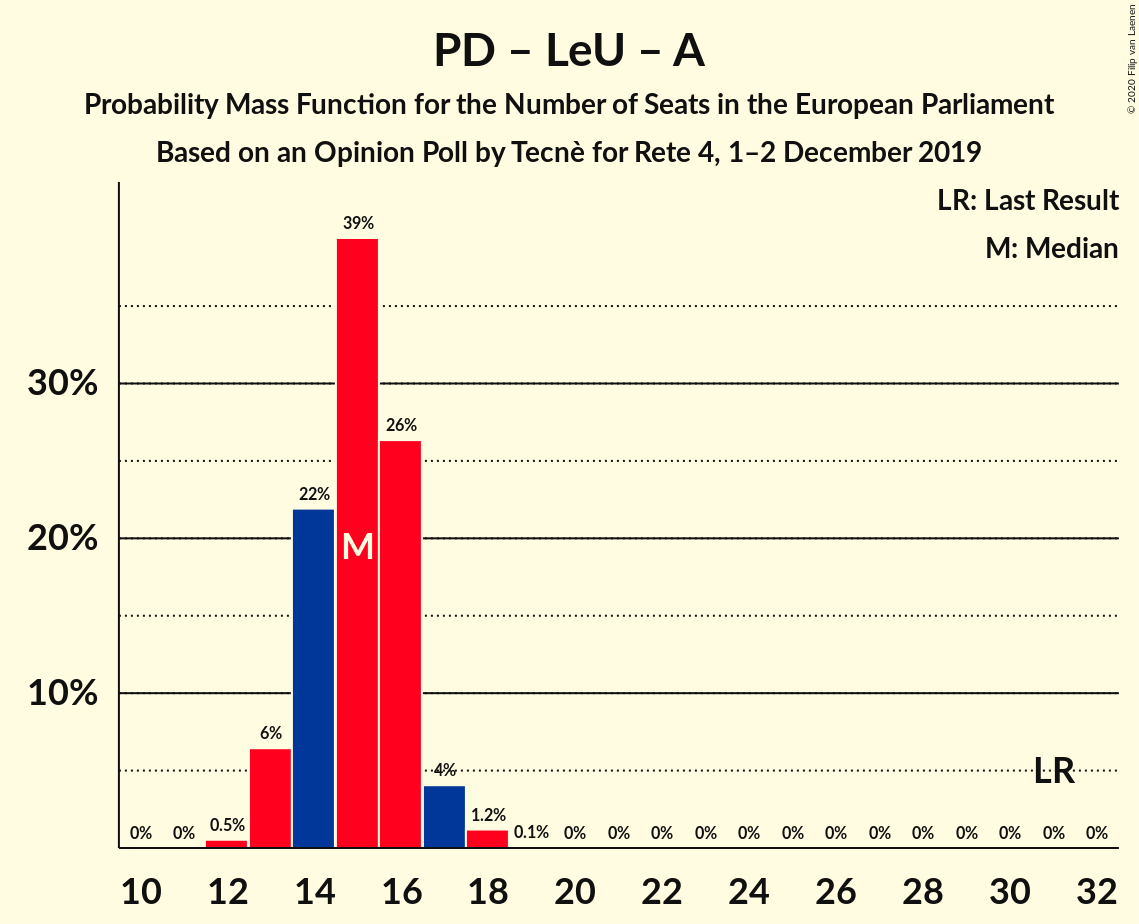 PD – LeU – A
Probability Mass Function for the Number of Seats in the European Parliament
Based on an Opinion Poll by Tecnè for Rete 4, 1–2 December 2019
© 2020 Filip van Laenen
LR: Last Result
M: Median
39%
30%
26%
22%
M
20%
10%
6%
4%
LR
0% 0% 0.5% 1.2% 0.1% 0% 0% 0% 0% 0% 0% 0% 0% 0% 0% 0% 0% 0%
10 12 14 16 18 20 22 24 26 28 30 32